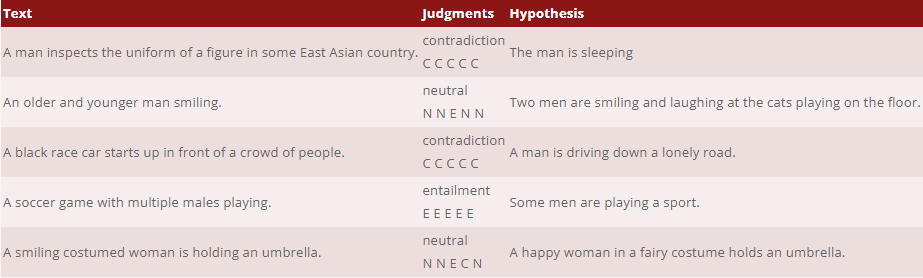 Text Judgments Hypothesis
A man inspects the uniform of a figure in some East Asian country. contradiction C C C C C The man is sleeping
An older and younger man smiling. neutral N N E N N Two men are smiling and laughing at the cats playing on the floor.
A black race car starts up in front of a crowd of people. contradiction C C C C C A man is driving down a lonely road.
A soccer game with multiple males playing. entailment E E E E E Some men are playing a sport.
A smiling costumed woman is holding an umbrella. neutral N N E C N A happy woman in a fairy costume holds an umbrella.